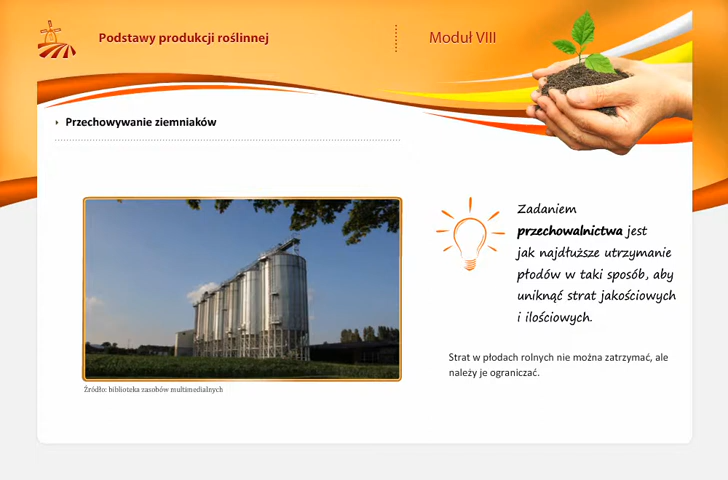 Podstawy produkcji roślinnej
Moduł VIII
Przechowywanie ziemniaków
Zadaniem
przechowalnictwa jest
jak najdłuższe utrzymanie
płodów w taki sposób, aby
uniknąć strat jakościowych
i ilościowych.
Strat w płodach rolnych nie można zatrzymać, ale
należy je ograniczać.
Źródło: biblioteka zasobów multimedialnych